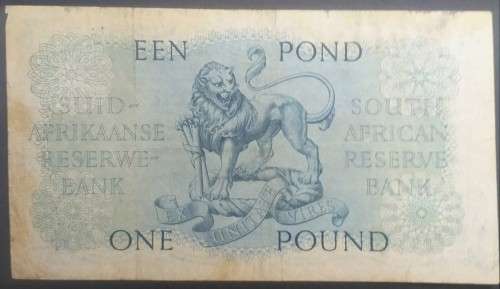 EEN POND
SUID-
AFRIKAANSE
RESERWE-
BANK
SOUTH
AFRICAN
RESERVE
BANK
EX UNITATE VIRES
ONE POUND